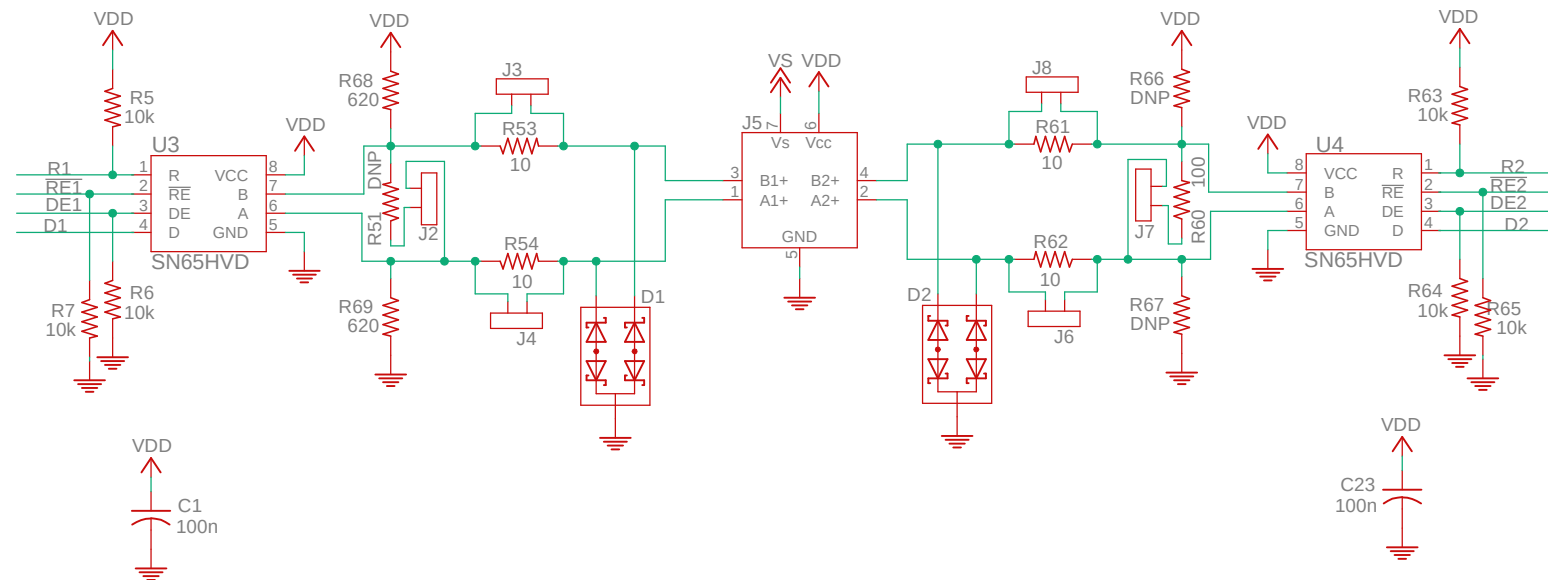 VDD
R5
10k
U3
R1
RE1
DE1
D1
1
2
3
4
R
RE
DE
D
VCC
B
A
GND
8
7
6
5
SN65HVD
VDD
R7
10k
R6
10k
VDD
R68
620
DNP
R51
J2
R69
620
J3
R53
10
R54
10
J4
D1
VS
VDD
J5
7
6
Vs
Vcc
3
1
B1+
A1+
B2+
A2+
4
2
GND
5
D2
J8
R61
10
R62
10
J6
VDD
R66
DNP
100
R60
J7
R67
DNP
VDD
U4
8
7
6
5
VCC
B
A
GND
R
RE
DE
D
1
2
3
4
SN65HVD
VDD
R63
10k
R2
RE2
DE2
D2
R64
10k
R65
10k
VDD
C1
100n
VDD
C23
100n